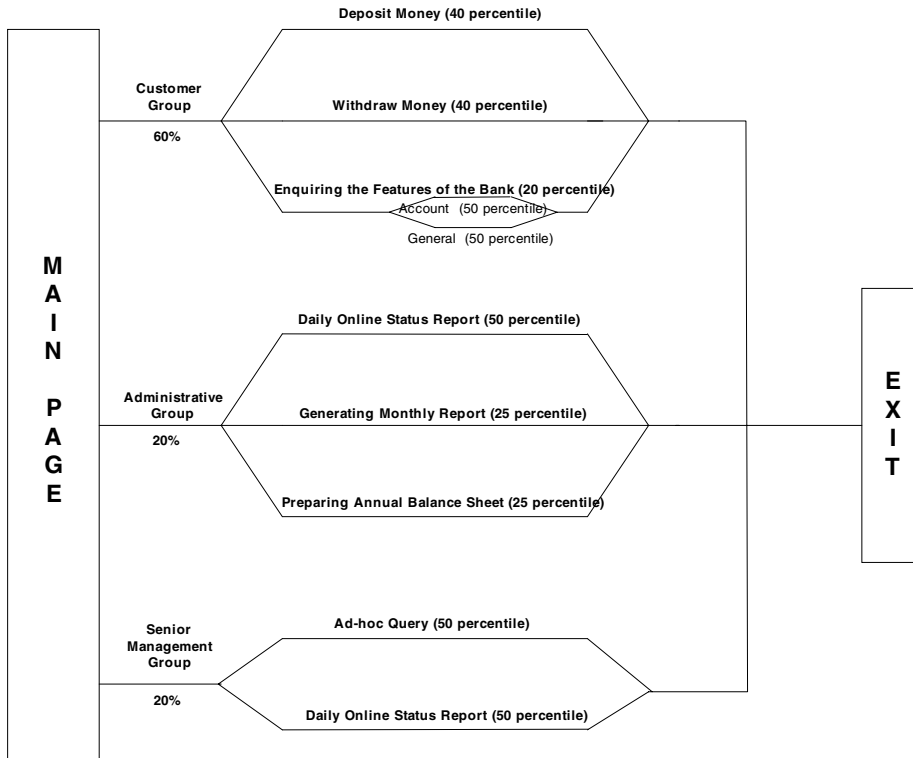 MAIN PAGE
Customer
Group
60%
Deposit Money (40 percentile)
Withdraw Money (40 percentile)
Enquiring the Features of the Bank (20 percentile)
Account (50 percentile)
General (50 percentile)
Administrative
Group
20%
Daily Online Status Report (50 percentile)
Generating Monthly Report (25 percentile)
Preparing Annual Balance Sheet (25 percentile)
Senior
Management
Group
20%
Ad-hoc Query (50 percentile)
Daily Online Status Report (50 percentile)
EXIT